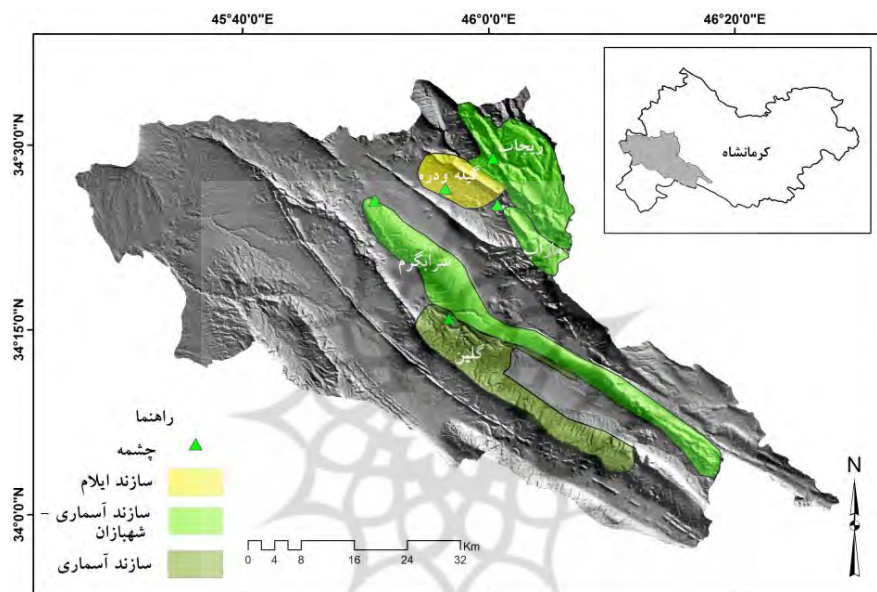 45°40'0"E
46°0'0"E
46°20'0"E
34°30'0"N
34°15'0"N
34°0'0"N
کرمانشاه
ریجاب
گیله ودره
سرابگرم
گلین
راهنما
چشمه
سازند ایلام
سازند آسماری –
شهبازان
سازند آسماری
0 2 4 8 16 24 32 Km
N